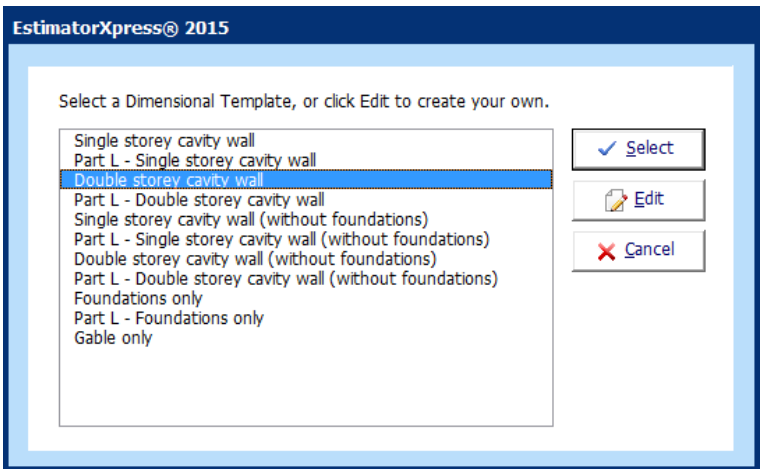 EstimatorXpress® 2015
Select a Dimensional Template, or click Edit to create your own.
Single storey cavity wall
Part L - Single storey cavity wall
Double storey cavity wall
Part L - Double storey cavity wall
Single storey cavity wall (without foundations)
Part L - Single storey cavity wall (without foundations)
Double storey cavity wall (without foundations)
Part L - Double storey cavity wall (without foundations)
Foundations only
Part L - Foundations only
Gable only
Select
Edit
Cancel